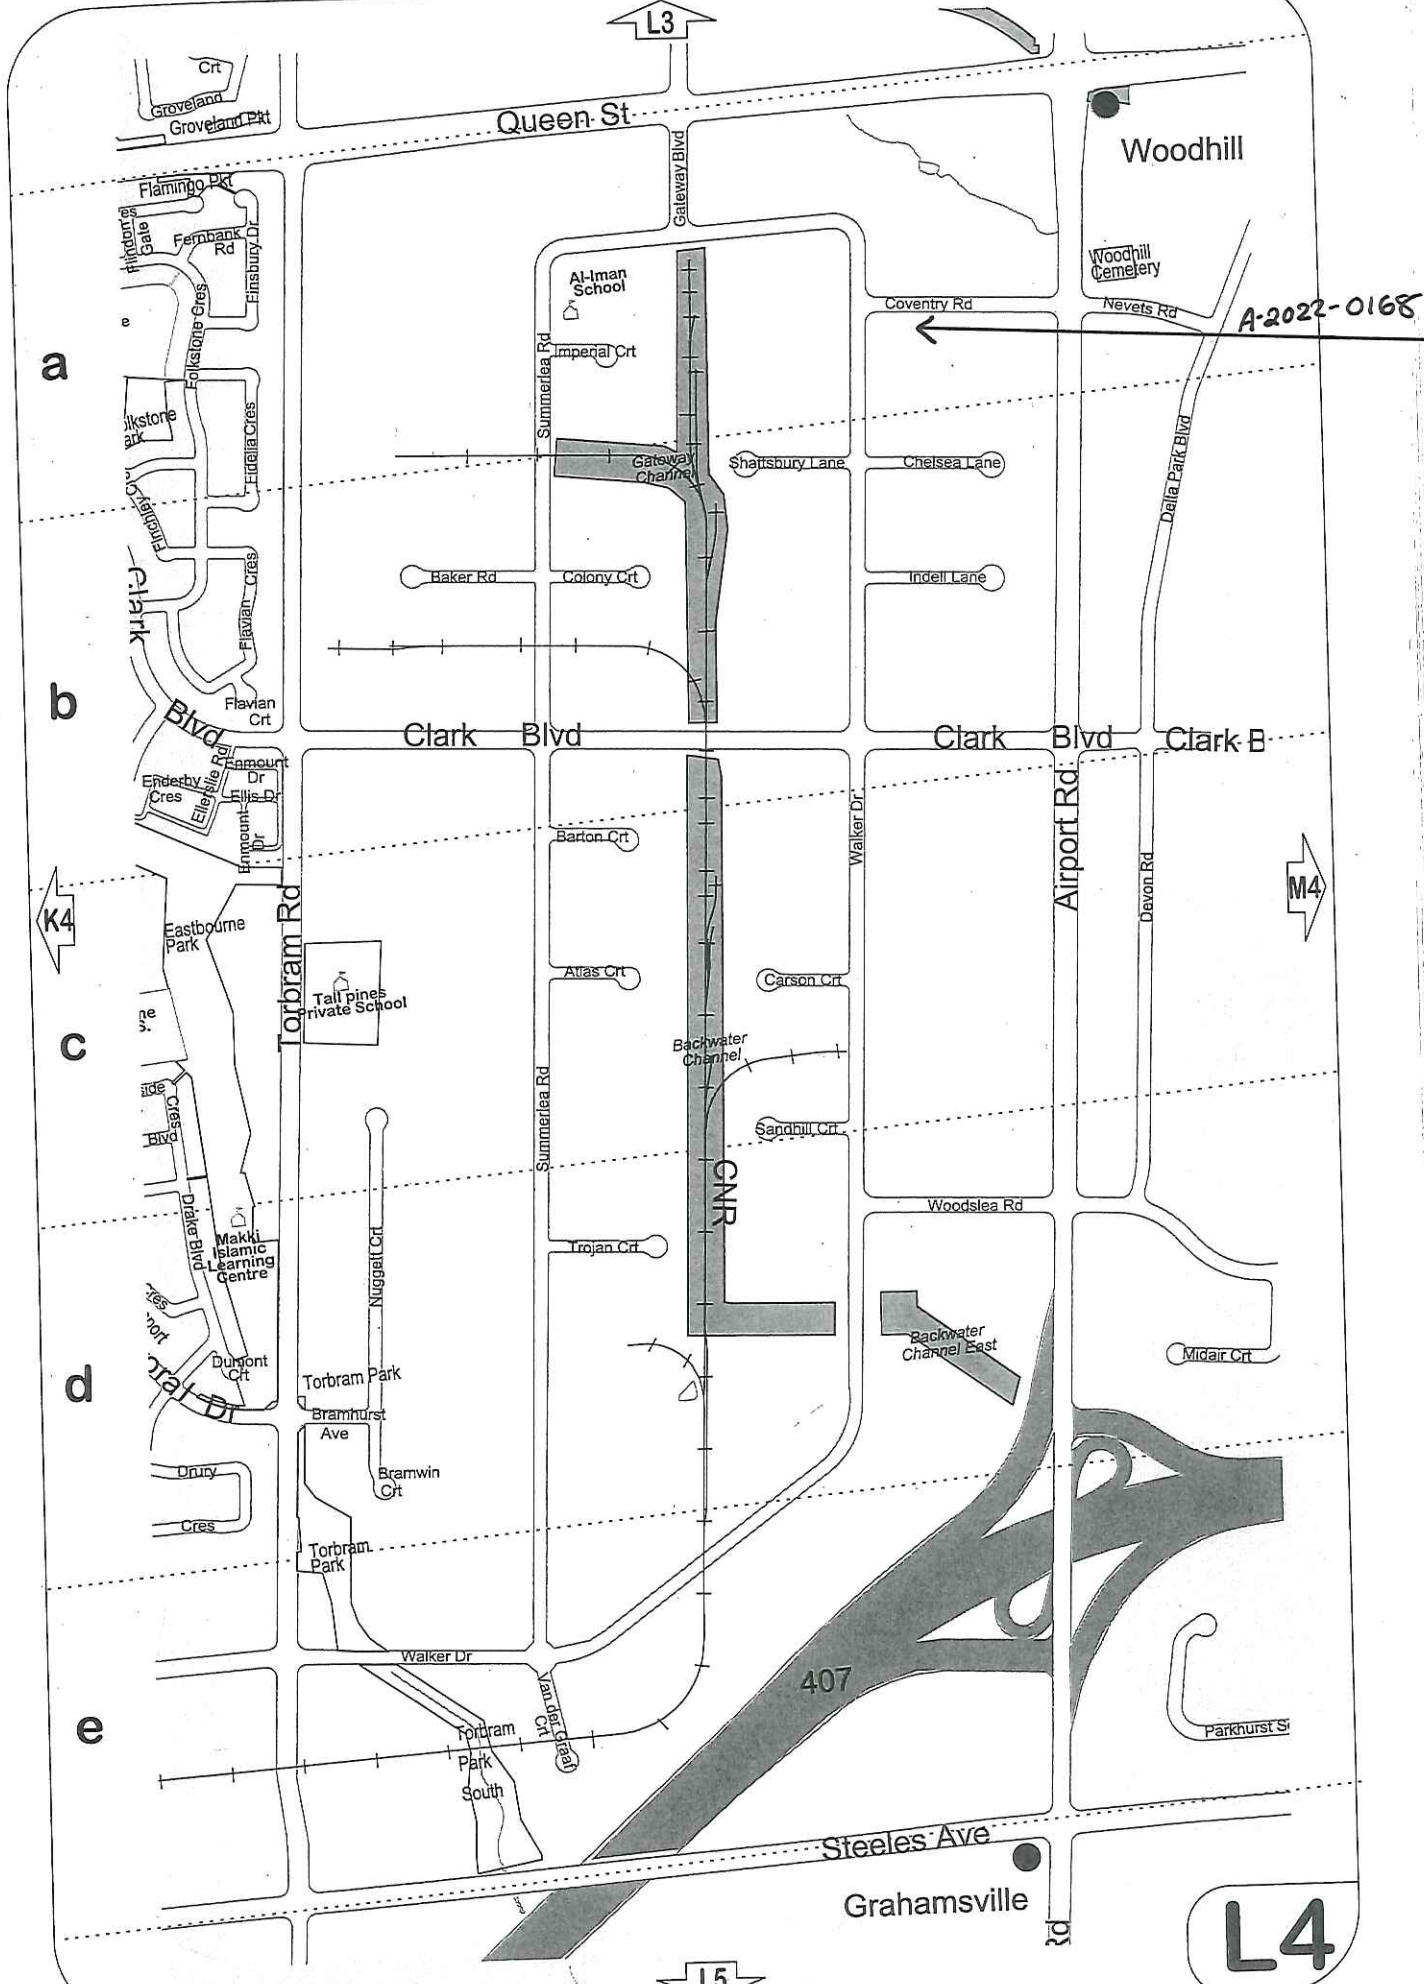 L3
Crt
Groveland
Groveland Pkt
Queen St
Gateway Blvd
Woodhill
Flamingo Pkt
Gate
Fernbank
Rd
Finsbury Dr
Al-Iman
School
Woodhill
Cemetery
Folkstone Cres
Coventry Rd
Nevets Rd
A-2022-0168
e
a
Summerlea Rd
Imperial Crt
Fidelia Cres
Gateway
Channel
Shaftsbury Lane
Chelsea Lane
Delta Park Blvd
Baker Rd
Colony Crt
Indell Lane
Clark
Flavian Cres
b
Flavian
Crt
Blvd
Clark Blvd
Clark Blvd
Clark B
Enmount
Dr
Enderby
Cres
Ellerslie Rd
Ellis Dr
Enmount
Dr
Barton Crt
Walker Dr
Airport Rd
Devon Rd
K4
M4
Eastbourne
Park
Torbram Rd
Tall pines
Private School
Atlas Crt
Carson Crt
c
Backwater
Channel
side
Cres
Blvd
Summerlea Rd
Sandhill Crt
CNR
Woodslea Rd
Drake Blvd
Makki
Islamic
Learning
Centre
Nuggett Crt
Trojan Crt
Backwater
Channel East
Midair Crt
d
Dumont
Crt
oral Dr
Torbram Park
Bramhurst
Ave
Drury
Cres
Bramwin
Crt
Torbram
Park
Walker Dr
407
e
Van der Graaf
Crt
Torbram
Park
South
Parkhurst S
Steeles Ave
Grahamsville
Rd
L4
L5